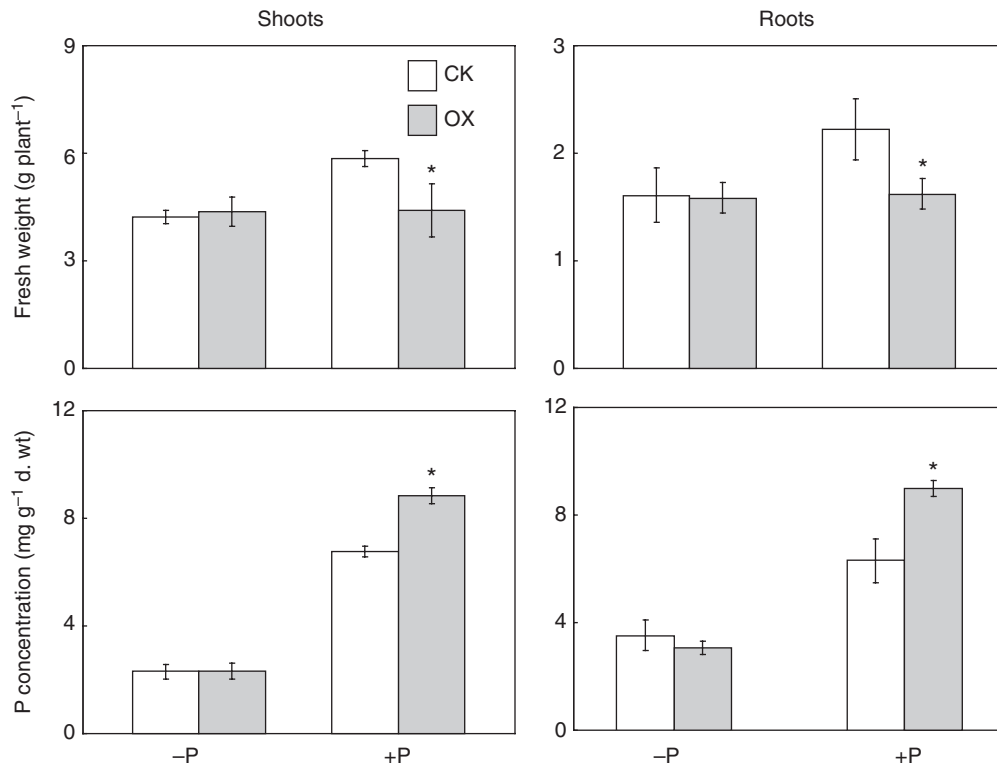 Shoots
Roots
Fresh weight (g plant⁻¹)
9
6
3
0
CK
OX
*
3
2
1
0
*
P concentration (mg g⁻¹ d. wt)
12
8
4
0
*
–P
+P
12
8
4
0
*
–P
+P